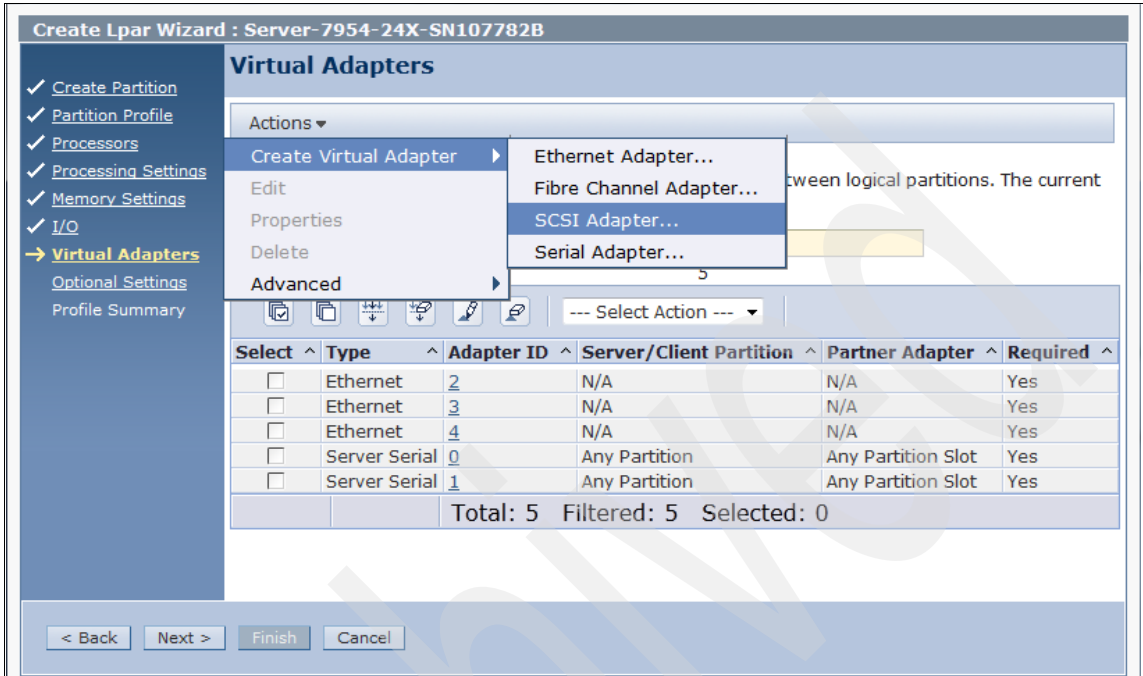 Create Lpar Wizard : Server-7954-24X-SN107782B
Virtual Adapters
Create Partition
Partition Profile
Processors
Processing Settings
Memory Settings
I/O
Virtual Adapters
Optional Settings
Profile Summary
Actions
Create Virtual Adapter
Edit
Properties
Delete
Advanced
Ethernet Adapter...
Fibre Channel Adapter...
SCSI Adapter...
Serial Adapter...
between logical partitions. The current
5
--- Select Action ---
Select ^ Type ^ Adapter ID ^ Server/Client Partition ^ Partner Adapter ^ Required ^
Ethernet 2 N/A N/A Yes
Ethernet 3 N/A N/A Yes
Ethernet 4 N/A N/A Yes
Server Serial 0 Any Partition Any Partition Slot Yes
Server Serial 1 Any Partition Any Partition Slot Yes
Total: 5 Filtered: 5 Selected: 0
< Back Next > Finish Cancel